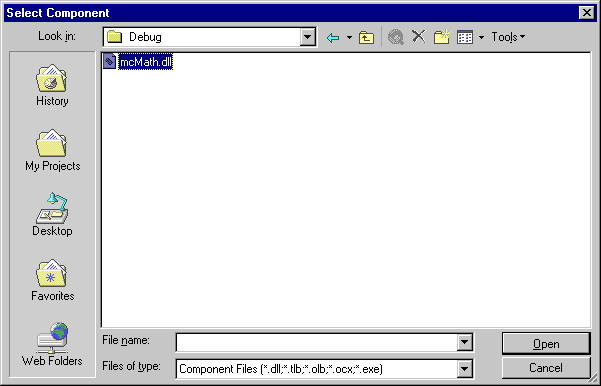 Select Component
Look in: Debug Tools
mcMath.dll
History
My Projects
Desktop
Favorites
Web Folders
File name: Open
Files of type: Component Files (*.dll;*.tlb;*.olb;*.ocx;*.exe) Cancel